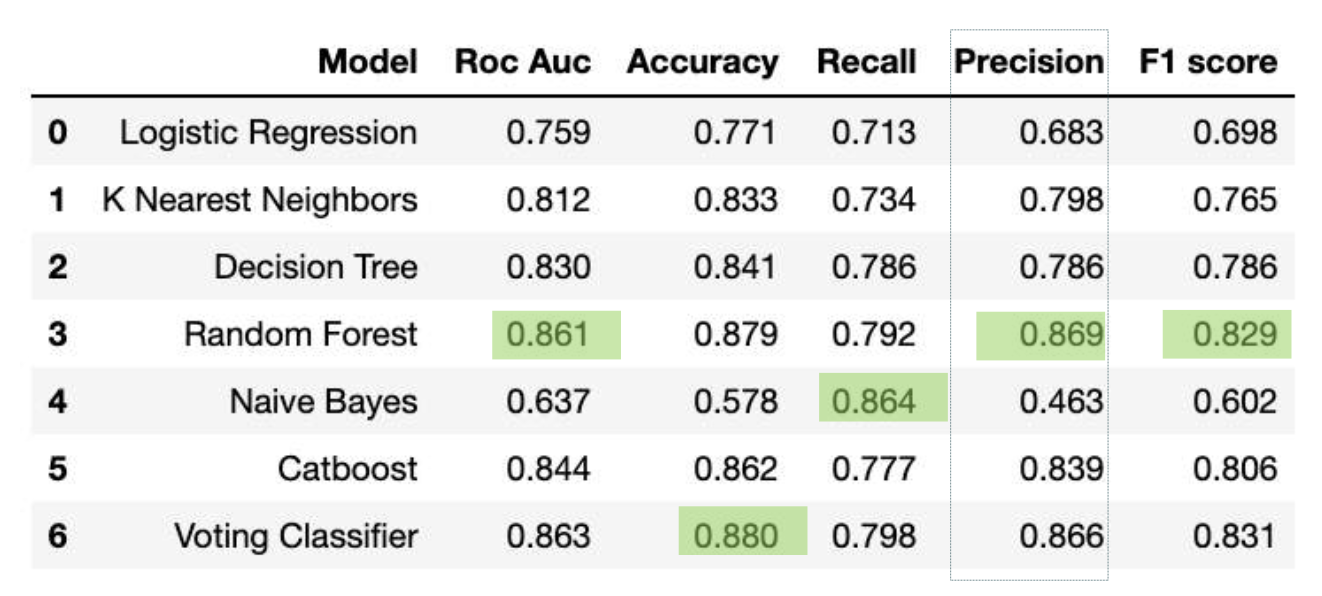 Model Roc Auc Accuracy Recall Precision F1 score
0 Logistic Regression 0.759 0.771 0.713 0.683 0.698
1 K Nearest Neighbors 0.812 0.833 0.734 0.798 0.765
2 Decision Tree 0.830 0.841 0.786 0.786 0.786
3 Random Forest 0.861 0.879 0.792 0.869 0.829
4 Naive Bayes 0.637 0.578 0.864 0.463 0.602
5 Catboost 0.844 0.862 0.777 0.839 0.806
6 Voting Classifier 0.863 0.880 0.798 0.866 0.831